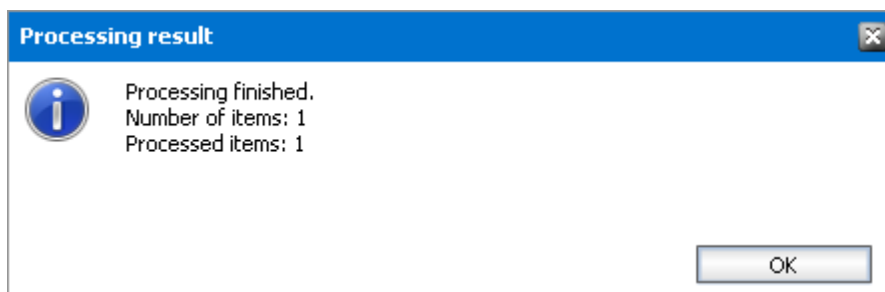 Processing result
Processing finished.
Number of items: 1
Processed items: 1
OK